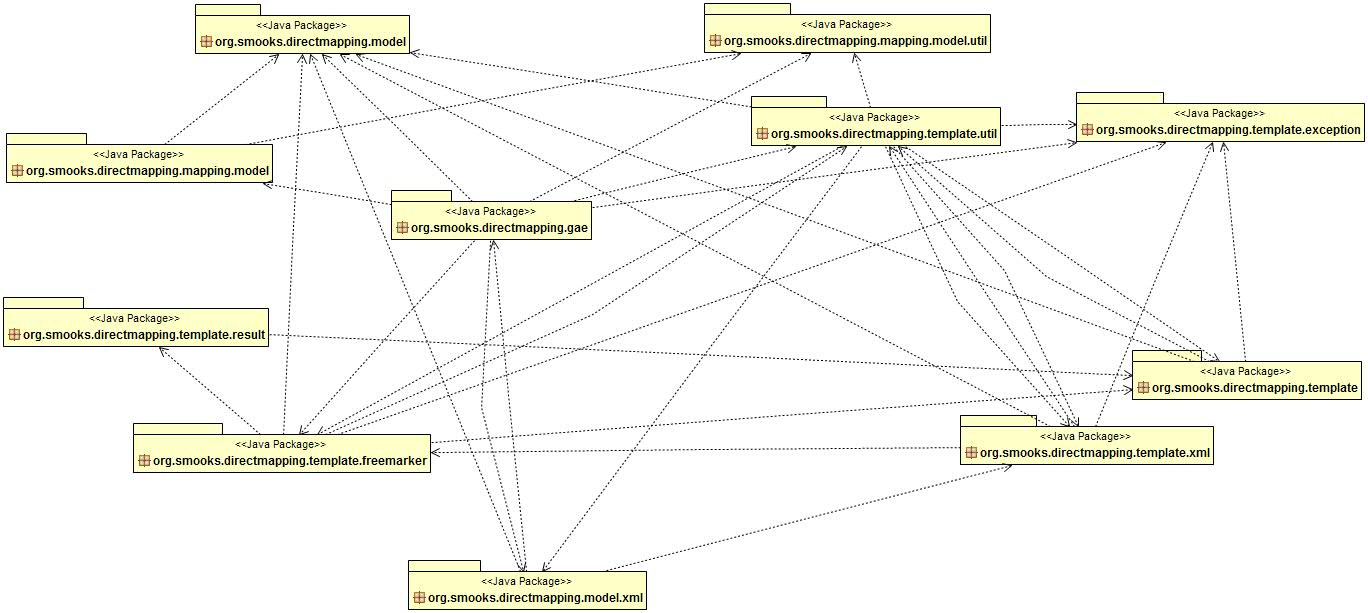 <<Java Package>>
org.smooks.directmapping.model
<<Java Package>>
org.smooks.directmapping.mapping.model.util
<<Java Package>>
org.smooks.directmapping.template.util
<<Java Package>>
org.smooks.directmapping.template.exception
<<Java Package>>
org.smooks.directmapping.mapping.model
<<Java Package>>
org.smooks.directmapping.gae
<<Java Package>>
org.smooks.directmapping.template.result
<<Java Package>>
org.smooks.directmapping.template
<<Java Package>>
org.smooks.directmapping.template.freemarker
<<Java Package>>
org.smooks.directmapping.template.xml
<<Java Package>>
org.smooks.directmapping.model.xml